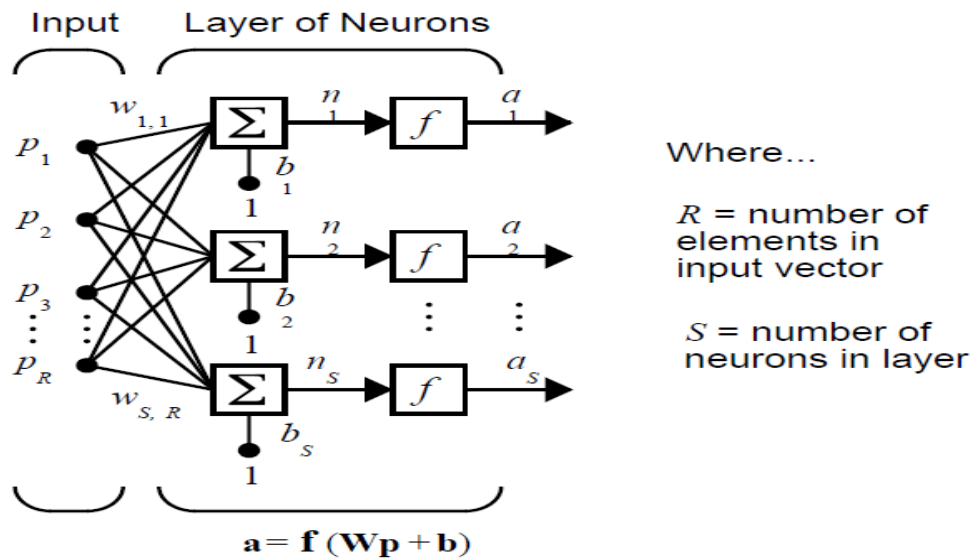 Input
Layer of Neurons
p1
p2
p3
pR
w1,1
wS, R
Σ
b1
1
n1
f
a1
Σ
b2
1
n2
f
a2
Σ
bS
1
nS
f
aS
a = f (Wp + b)
Where...
R = number of
elements in
input vector
S = number of
neurons in layer